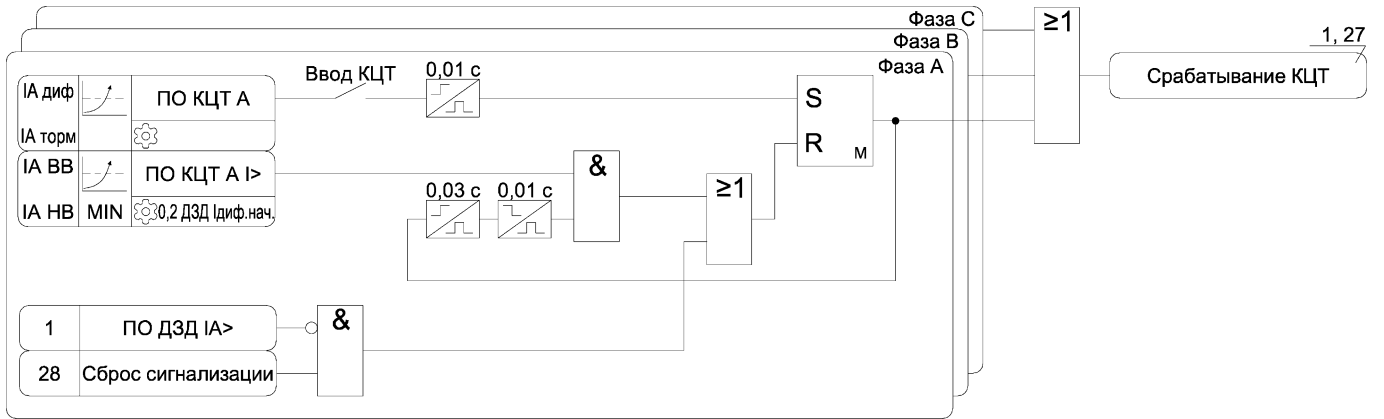 Фаза С
Фаза В
Фаза А
IA диф
ПО КЦТ А
IA торм
Ввод КЦТ
0,01 с
S
R
М
≥1
1, 27
Срабатывание КЦТ
IA ВВ
ПО КЦТ А I>
IA НВ
MIN
0,2 ДЗД Iдиф.нач.
0,03 с
0,01 с
&
≥1
1
ПО ДЗД IA>
28
Сброс сигнализации
&